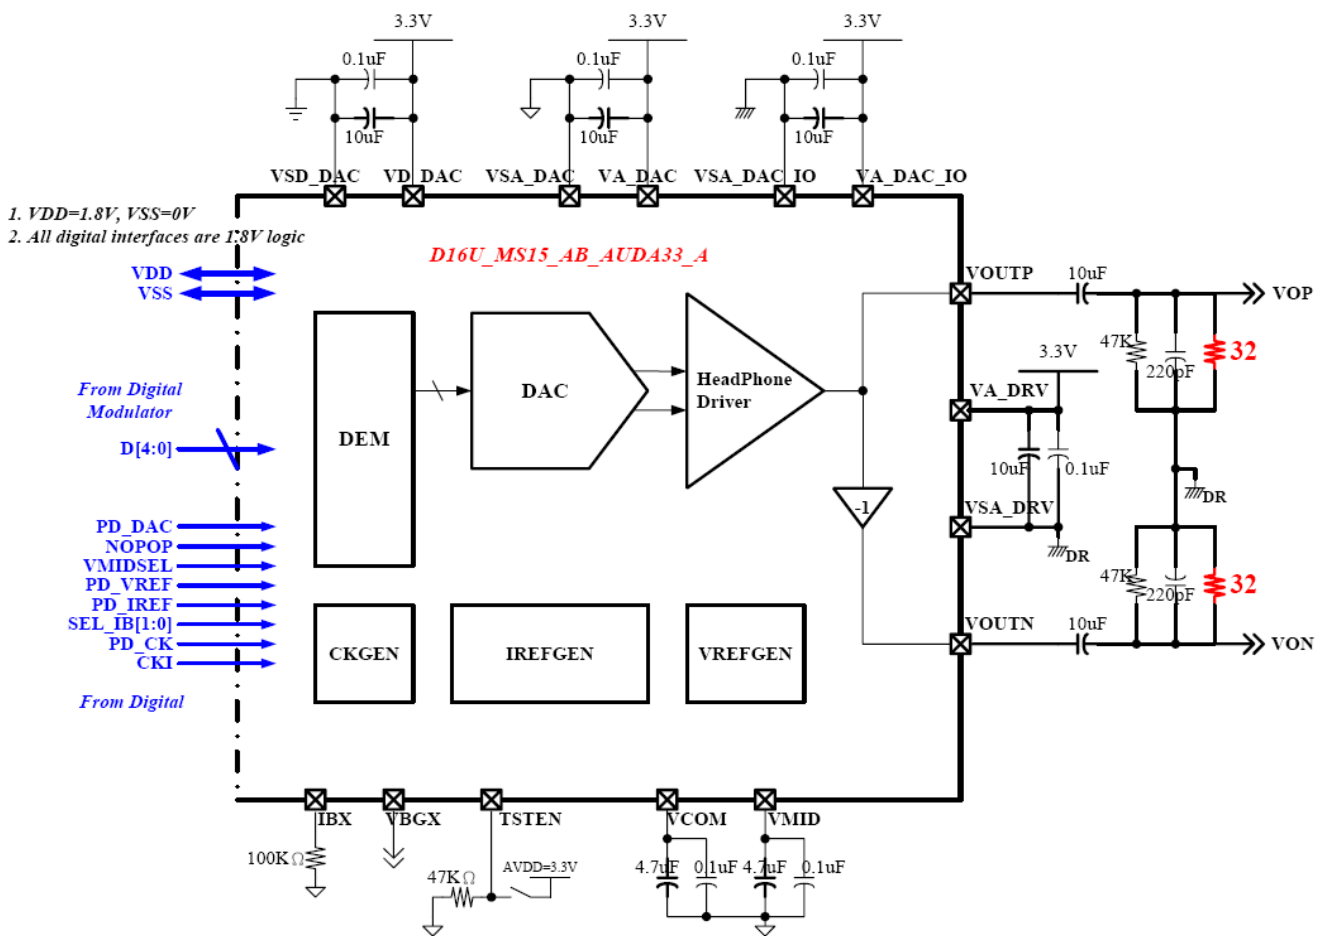 3.3V
3.3V
3.3V
0.1uF
0.1uF
0.1uF
10uF
10uF
10uF
VSD_DAC
VD_DAC
VSA_DAC
VA_DAC
VSA_DAC_IO
VA_DAC_IO
1. VDD=1.8V, VSS=0V
2. All digital interfaces are 1.8V logic
D16U_MS15_AB_AUDA33_A
VDD
VSS
VOUTP
10uF
VOP
47K
220pF
32
3.3V
VA_DRV
10uF
0.1uF
VSA_DRV
DR
DR
From Digital
Modulator
D[4:0]
DEM
DAC
HeadPhone
Driver
-1
PD_DAC
NOPOP
VMIDSEL
PD_VREF
PD_IREF
SEL_IB[1:0]
PD_CK
CKI
From Digital
CKGEN
IREFGEN
VREFGEN
47K
220pF
32
VOUTN
10uF
VON
IBX
VBGX
TSTEN
VCOM
VMID
100KΩ
47KΩ
AVDD=3.3V
4.7uF
0.1uF
4.7uF
0.1uF